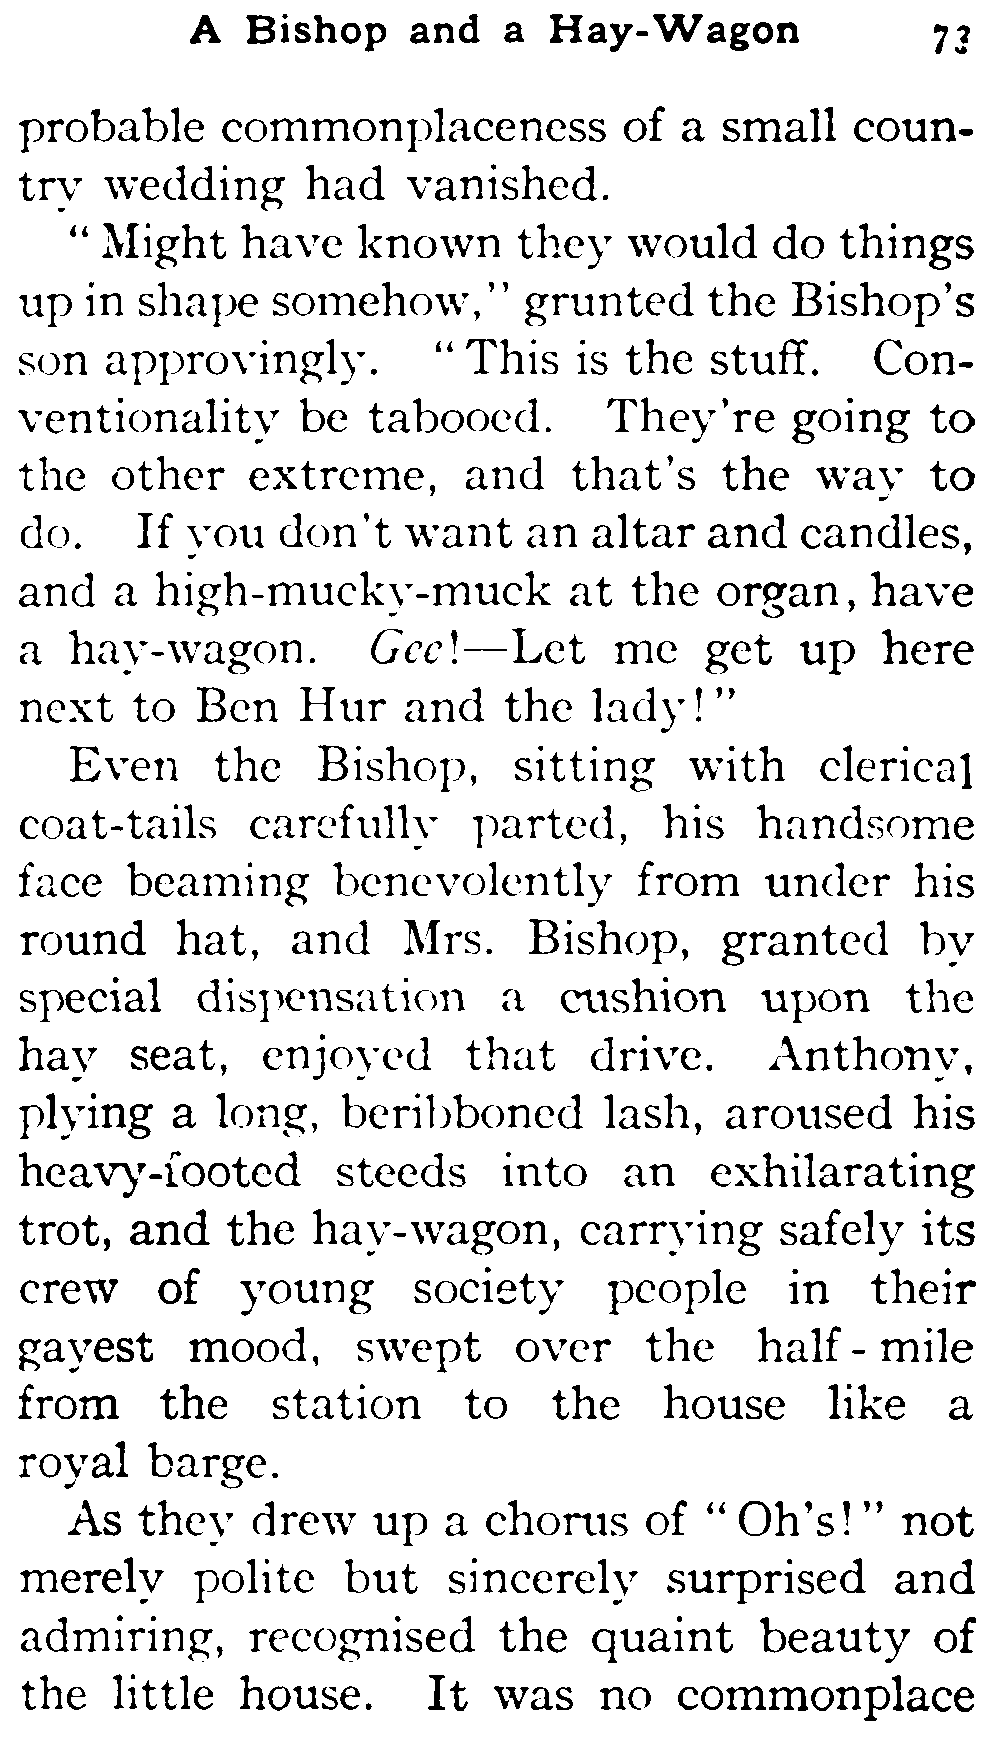 A Bishop and a Hay-Wagon 73
probable commonplaceness of a small coun-
try wedding had vanished.
"Might have known they would do things
up in shape somehow," grunted the Bishop's
son approvingly. "This is the stuff. Con-
ventionality be tabooed. They're going to
the other extreme, and that's the way to
do. If you don't want an altar and candles,
and a high-mucky-muck at the organ, have
a hay-wagon. Gee!—Let me get up here
next to Ben Hur and the lady!"
Even the Bishop, sitting with clerical
coat-tails carefully parted, his handsome
face beaming benevolently from under his
round hat, and Mrs. Bishop, granted by
special dispensation a cushion upon the
hay seat, enjoyed that drive. Anthony,
plying a long, beribboned lash, aroused his
heavy-footed steeds into an exhilarating
trot, and the hay-wagon, carrying safely its
crew of young society people in their
gayest mood, swept over the half-mile
from the station to the house like a
royal barge.
As they drew up a chorus of "Oh's!" not
merely polite but sincerely surprised and
admiring, recognised the quaint beauty of
the little house. It was no commonplace